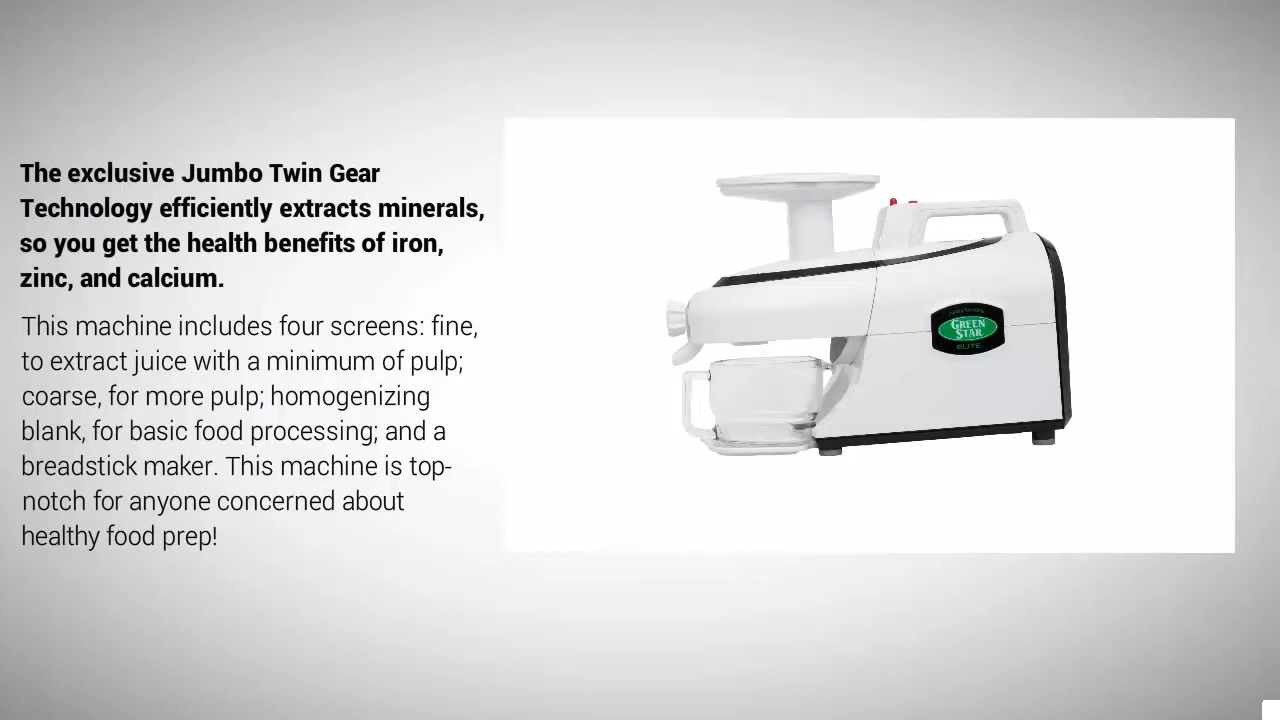 The exclusive Jumbo Twin Gear
Technology efficiently extracts minerals,
so you get the health benefits of iron,
zinc, and calcium.
This machine includes four screens: fine,
to extract juice with a minimum of pulp;
coarse, for more pulp; homogenizing
blank, for basic food processing; and a
breadstick maker. This machine is top-
notch for anyone concerned about
healthy food prep!
GREEN
STAR
ELITE